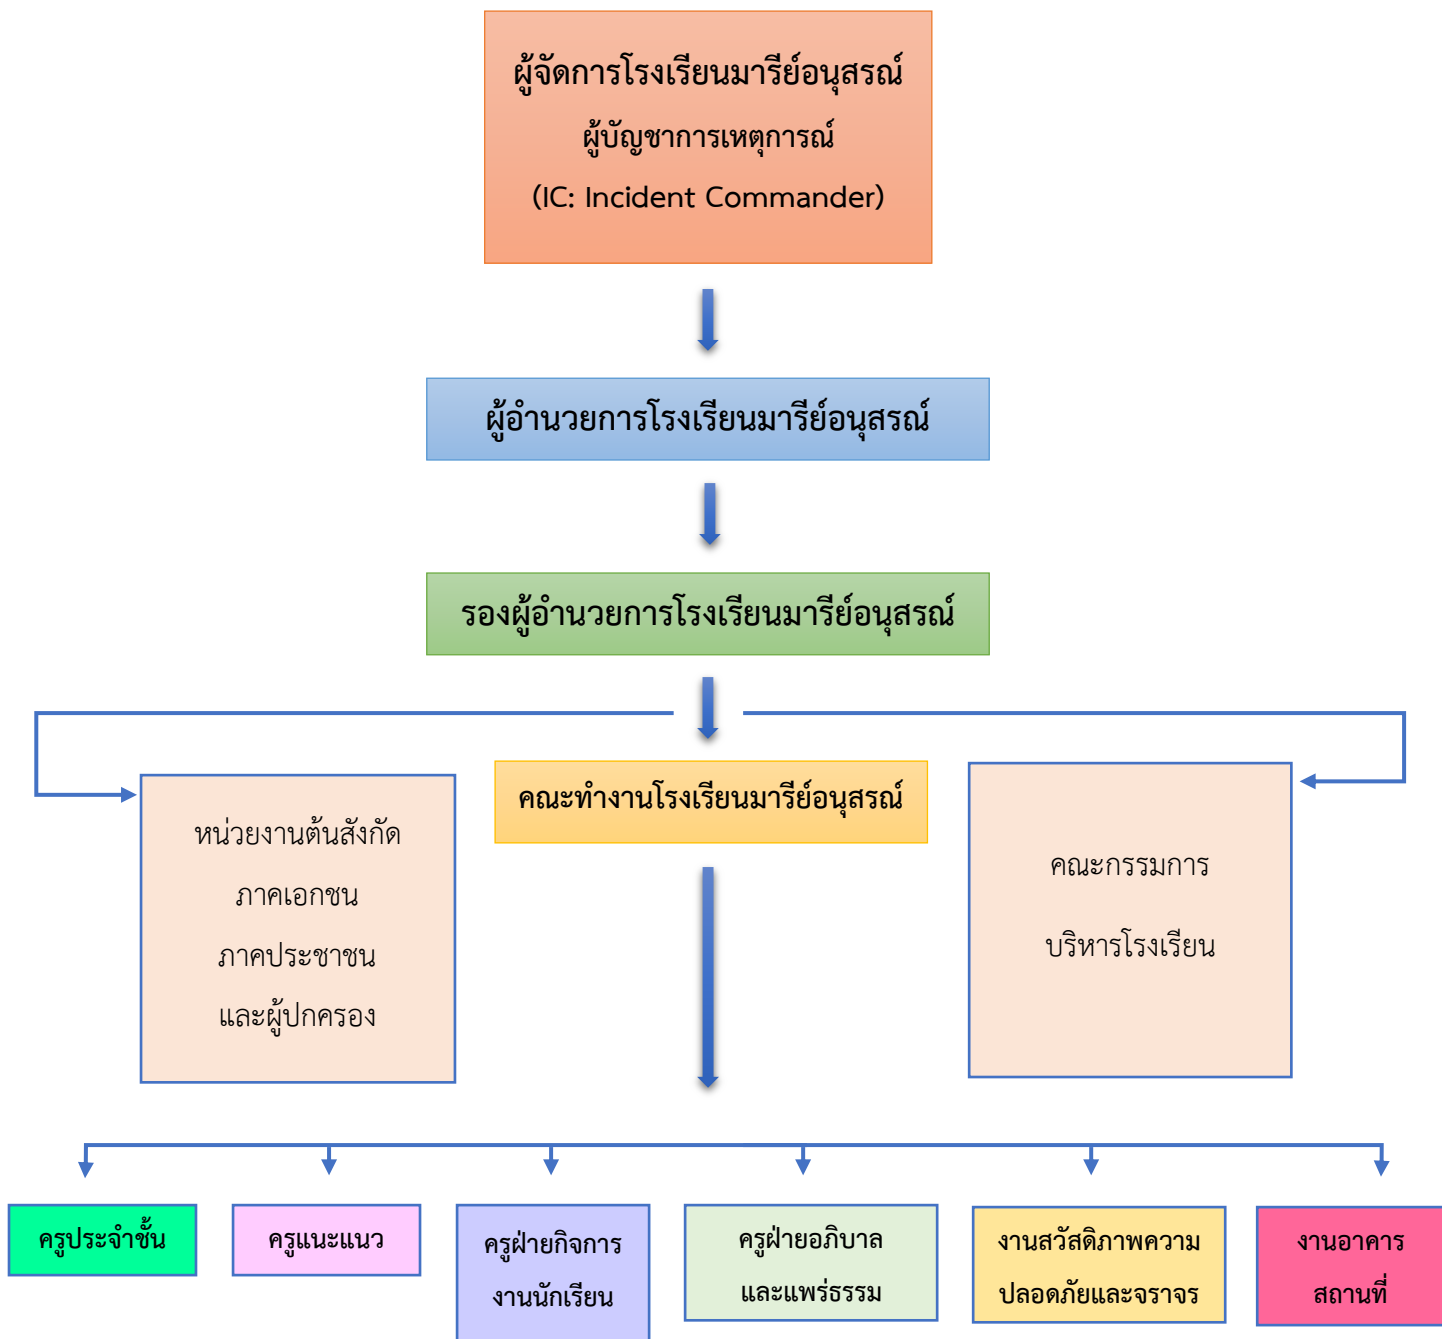 ผู้จัดการโรงเรียนมารีย์อนุสรณ์
ผู้บัญชาการเหตุการณ์
(IC: Incident Commander)
ผู้อำนวยการโรงเรียนมารีย์อนุสรณ์
รองผู้อำนวยการโรงเรียนมารีย์อนุสรณ์
คณะทำงานโรงเรียนมารีย์อนุสรณ์
หน่วยงานต้นสังกัด
ภาคเอกชน
ภาคประชาชน
และผู้ปกครอง
คณะกรรมการ
บริหารโรงเรียน
ครูประจำชั้น
ครูแนะแนว
ครูฝ่ายกิจการ
งานนักเรียน
ครูฝ่ายอภิบาล
และแพร่ธรรม
งานสวัสดิภาพความ
ปลอดภัยและจราจร
งานอาคาร
สถานที่